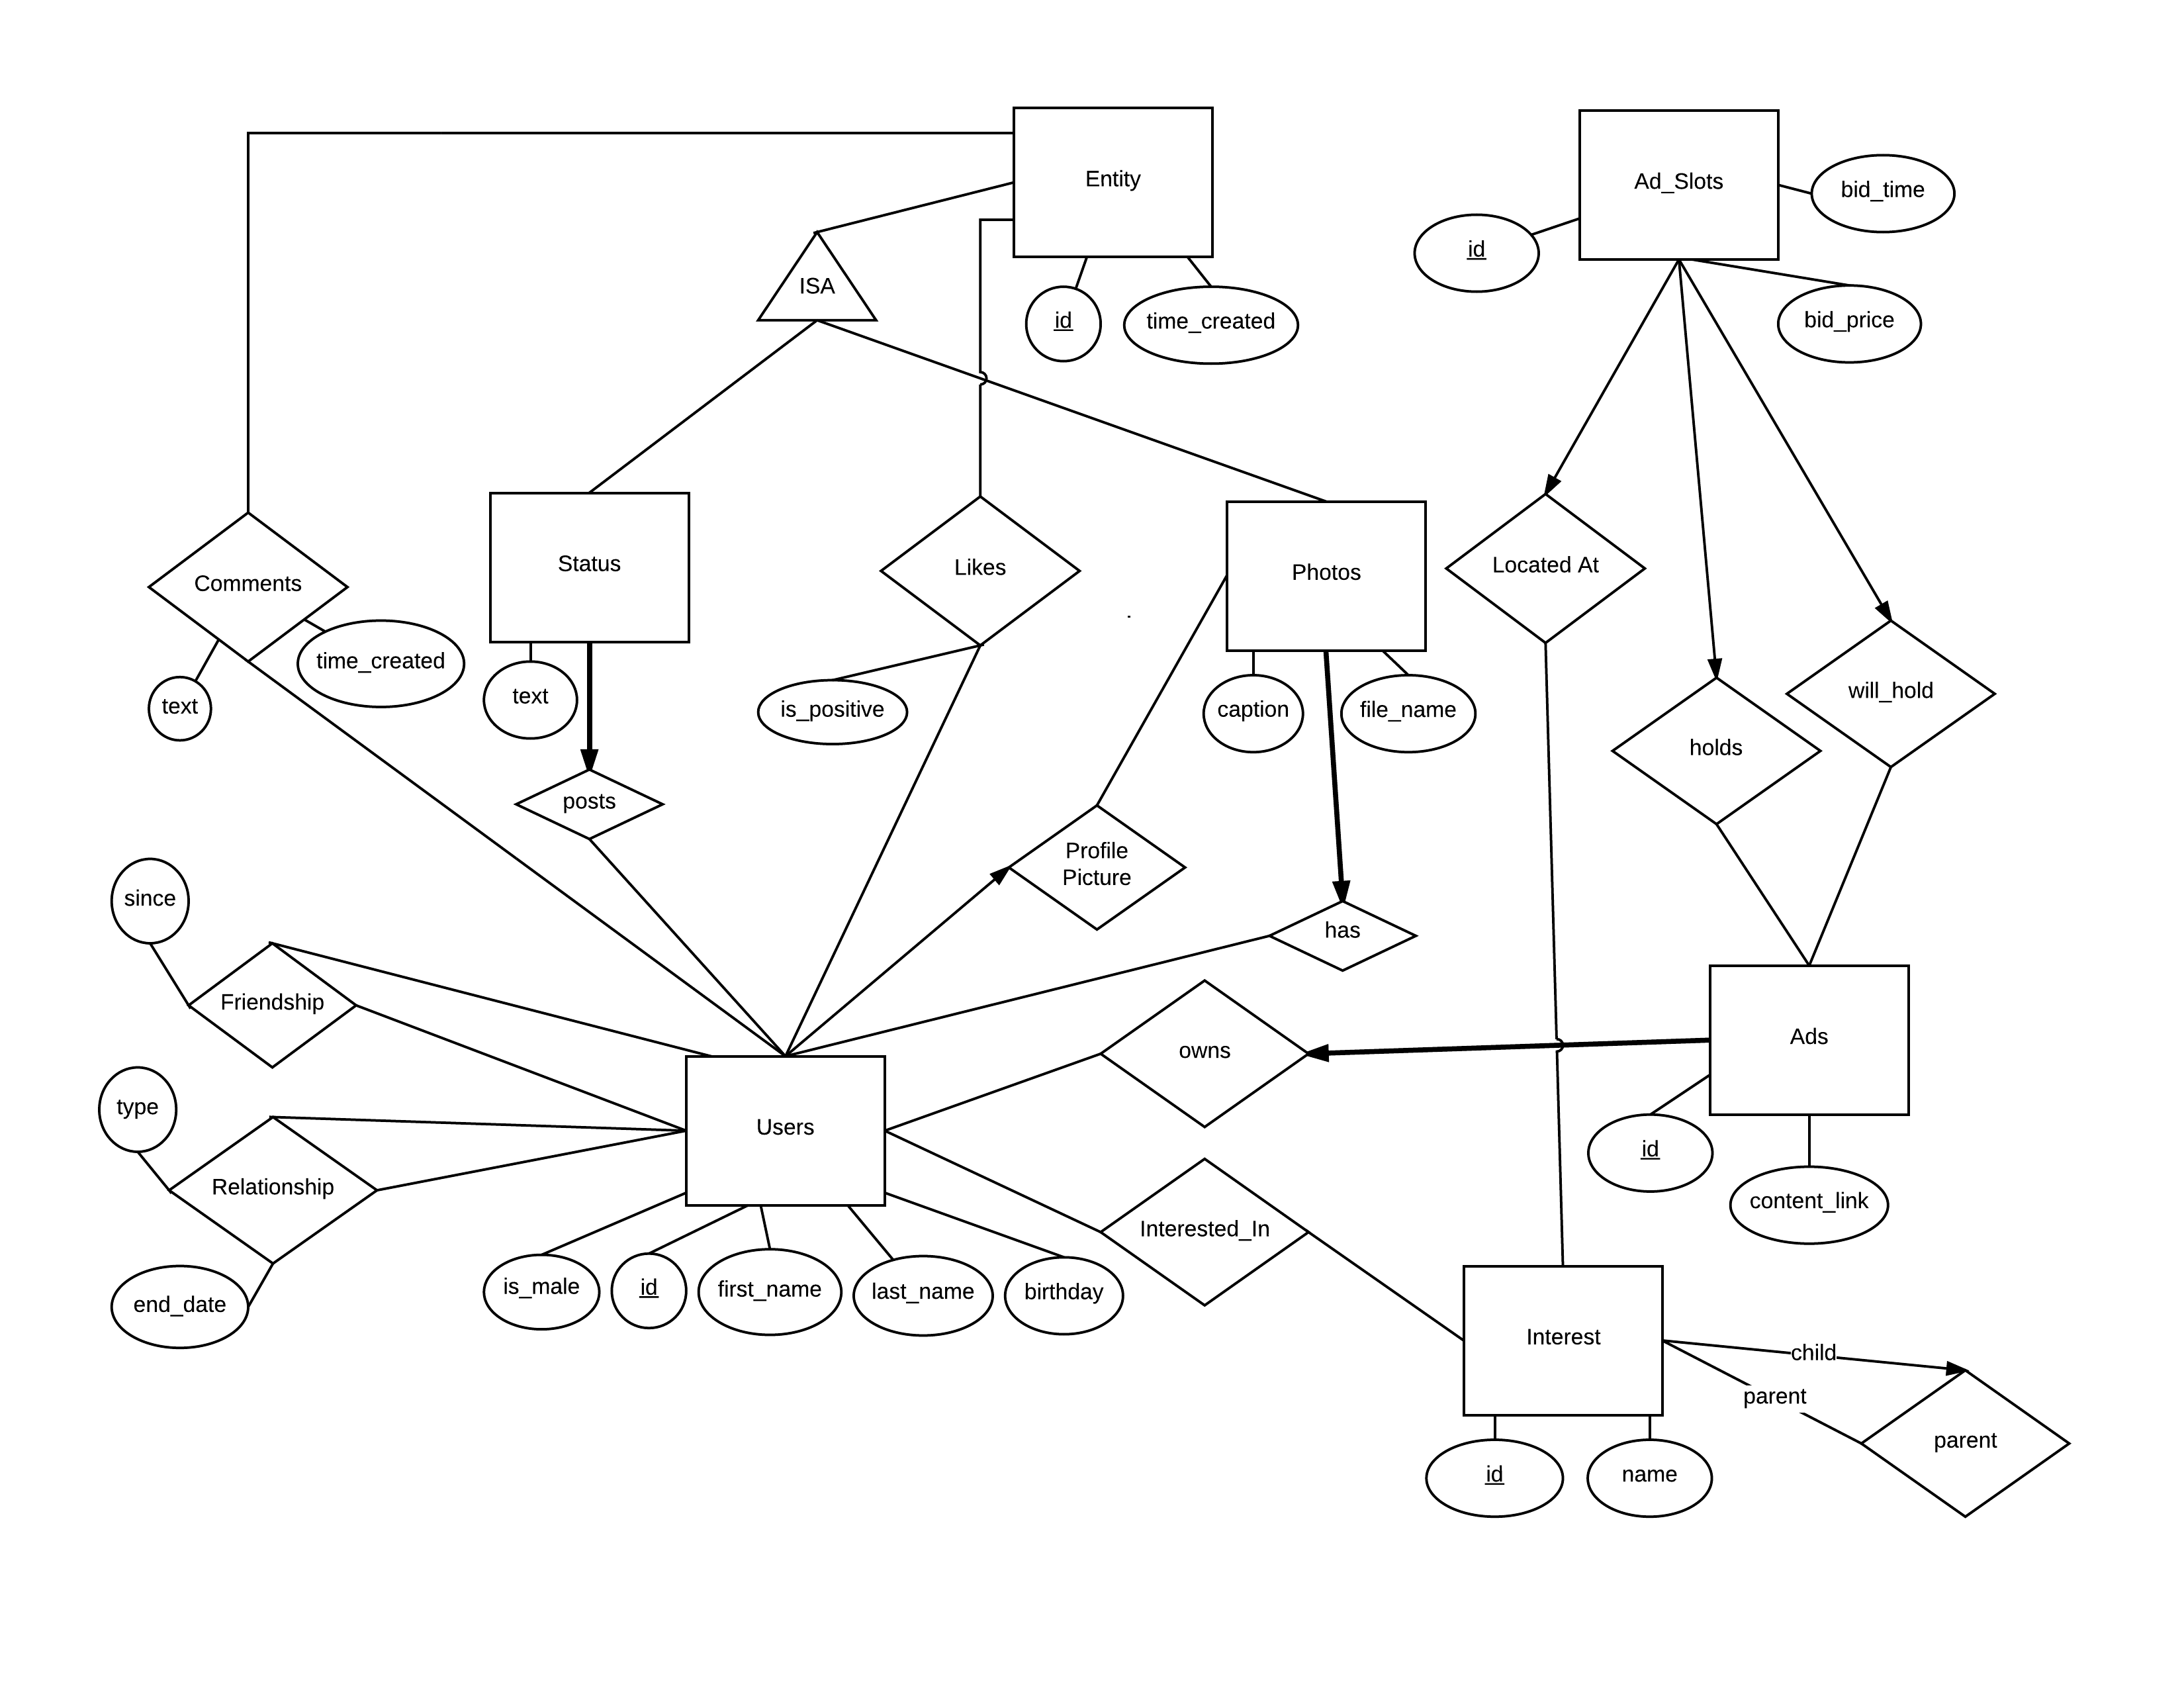 Entity
Ad_Slots
bid_time
id
ISA
id
time_created
bid_price
Comments
Status
Likes
Photos
Located At
time_created
text
text
is_positive
caption
file_name
will_hold
holds
posts
Profile
Picture
since
has
Friendship
owns
Ads
type
Users
id
Relationship
content_link
Interested_In
end_date
is_male
id
first_name
last_name
birthday
Interest
child
parent
parent
id
name